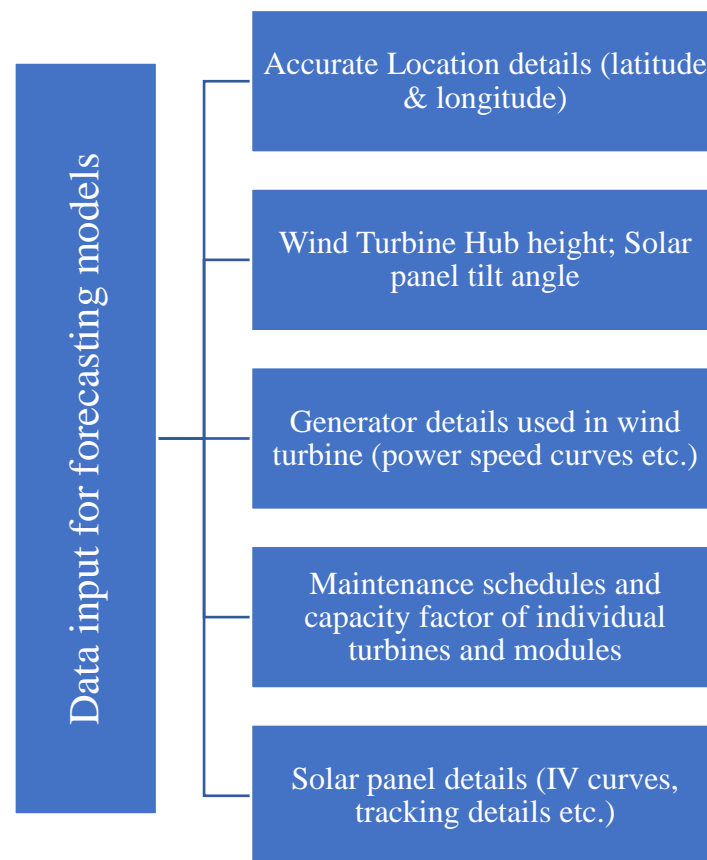 Data input for forecasting models
Accurate Location details (latitude
& longitude)
Wind Turbine Hub height; Solar
panel tilt angle
Generator details used in wind
turbine (power speed curves etc.)
Maintenance schedules and
capacity factor of individual
turbines and modules
Solar panel details (IV curves,
tracking details etc.)